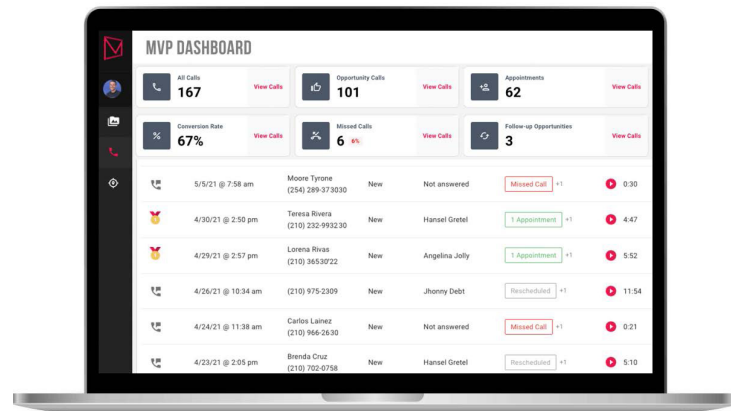 MVP DASHBOARD
All Calls
167
View Calls
Opportunity Calls
101
View Calls
Appointments
62
View Calls
Conversion Rate
67%
View Calls
Missed Calls
6 6%
View Calls
Follow-up Opportunities
3
View Calls
5/5/21 @ 7:58 am Moore Tyrone New Not answered Missed Call +1 0:30
(254) 289-373030
4/30/21 @ 2:50 pm Teresa Rivera New Hansel Gretel 1 Appointment +1 4:47
(210) 232-993230
4/29/21 @ 2:57 pm Lorena Rivas New Angelina Jolly 1 Appointment +1 5:52
(210) 36530'22
4/26/21 @ 10:34 am (210) 975-2309 New Jhonny Debt Rescheduled +1 11:54
4/24/21 @ 11:38 am Carlos Lainez New Not answered Missed Call +1 0:21
(210) 966-2630
4/23/21 @ 2:05 pm Brenda Cruz New Hansel Gretel Rescheduled +1 5:10
(210) 702-0758